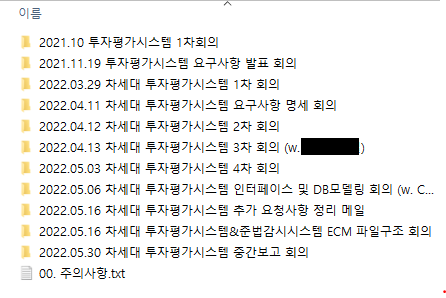 이름
2021.10 투자평가시스템 1차회의
2021.11.19 투자평가시스템 요구사항 발표 회의
2022.03.29 차세대 투자평가시스템 1차 회의
2022.04.11 차세대 투자평가시스템 요구사항 명세 회의
2022.04.12 차세대 투자평가시스템 2차 회의
2022.04.13 차세대 투자평가시스템 3차 회의 (w. )
2022.05.03 차세대 투자평가시스템 4차 회의
2022.05.06 차세대 투자평가시스템 인터페이스 및 DB모델링 회의 (w. C...
2022.05.16 차세대 투자평가시스템 추가 요청사항 정리 메일
2022.05.16 차세대 투자평가시스템&준법감시시스템 ECM 파일구조 회의
2022.05.30 차세대 투자평가시스템 중간보고 회의
00. 주의사항.txt